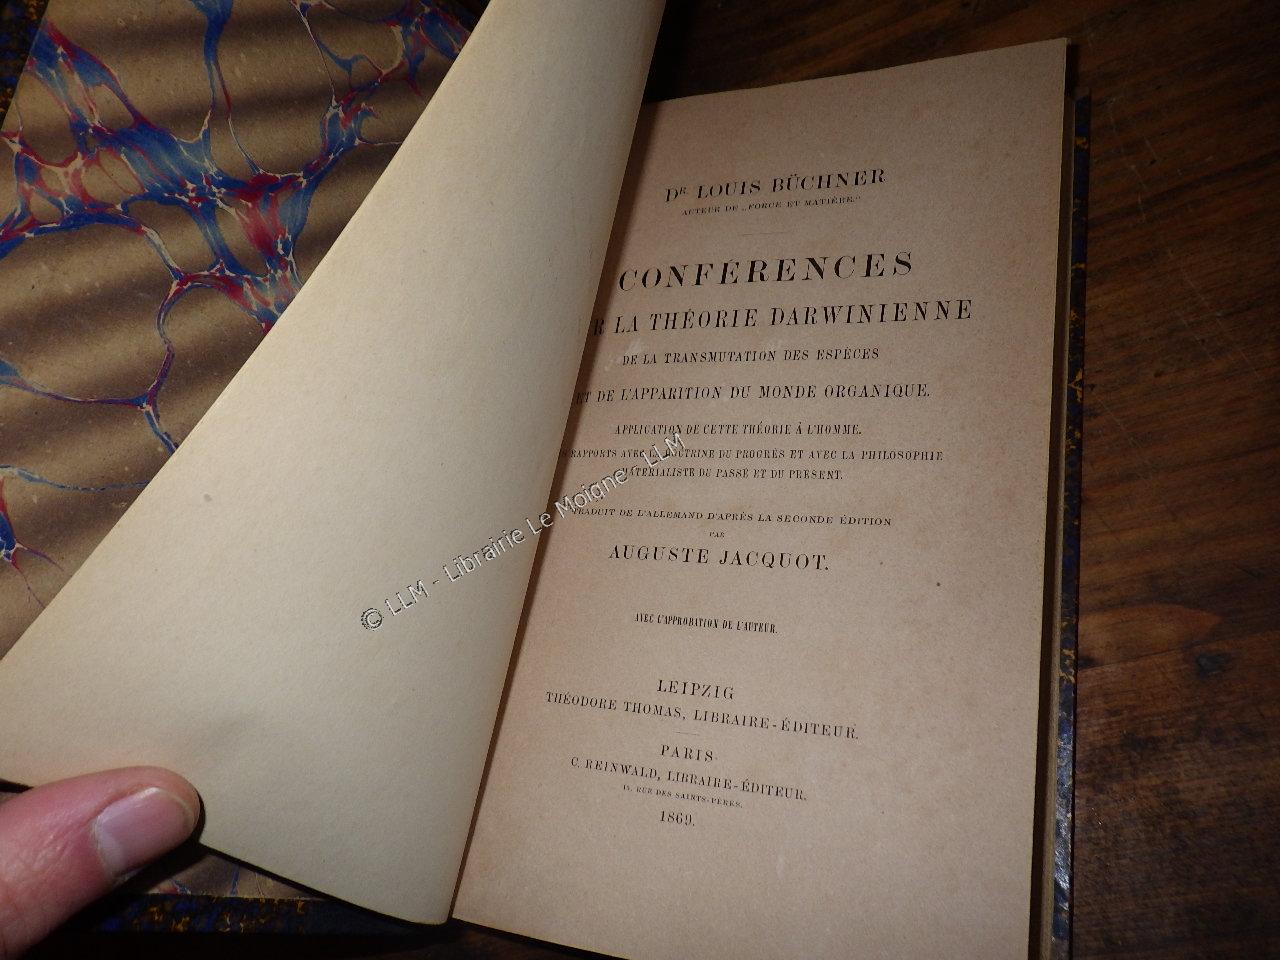 Dr LOUIS BÜCHNER
AUTEUR DE „FORCE ET MATIÈRE."
CONFÉRENCES
R LA THÉORIE DARWINIENNE
DE LA TRANSMUTATION DES ESPÈCES
ET DE L'APPARITION DU MONDE ORGANIQUE.
APPLICATION DE CETTE THÉORIE À L'HOMME.
S RAPPORTS AVEC LA DOCTRINE DU PROGRÈS ET AVEC LA PHILOSOPHIE
MATÉRIALISTE DU PASSÉ ET DU PRÉSENT.
TRADUIT DE L'ALLEMAND D'APRÈS LA SECONDE ÉDITION
PAR
AUGUSTE JACQUOT.
AVEC L'APPROBATION DE L'AUTEUR.
LEIPZIG
THÉODORE THOMAS, LIBRAIRE-ÉDITEUR.
PARIS
C. REINWALD, LIBRAIRE-ÉDITEUR.
15, RUE DES SAINTS-PÈRES.
1869.
© LLM - Librairie Le Moigne - LLM